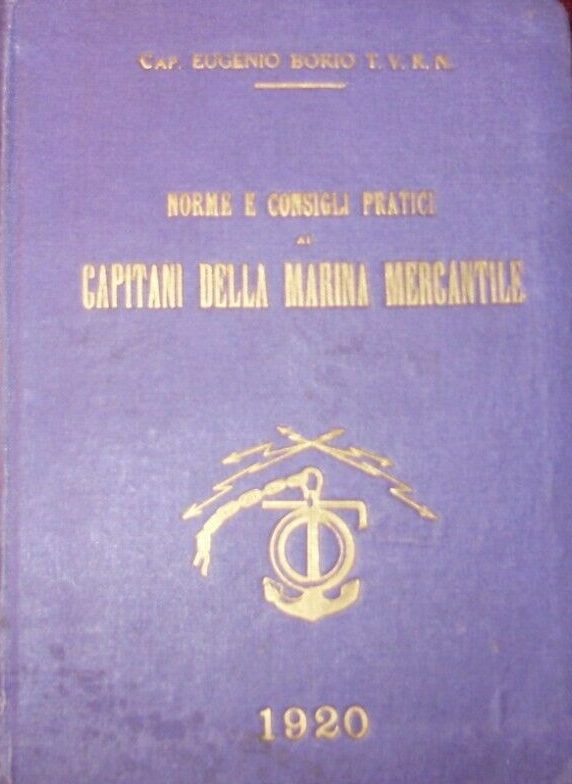 CAP. EUGENIO BORIO T. V. R. N.
NORME E CONSIGLI PRATICI
AI
CAPITANI DELLA MARINA MERCANTILE
1920